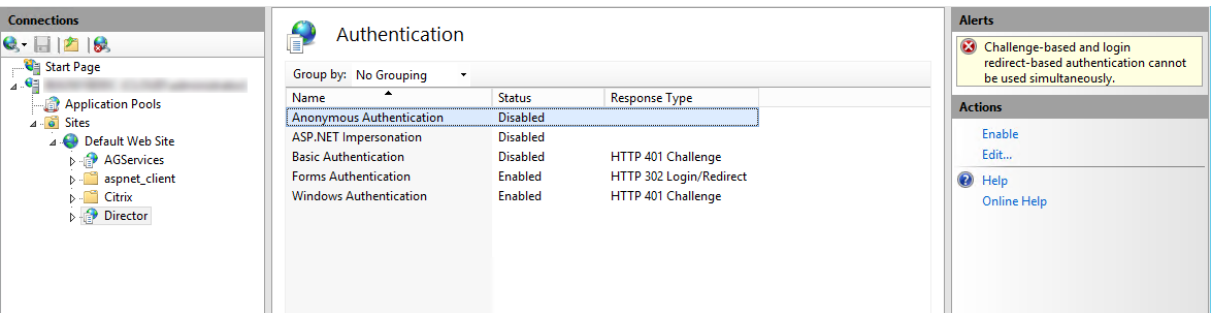 Connections
Start Page
Application Pools
Sites
Default Web Site
AGServices
aspnet_client
Citrix
Director
Authentication
Group by: No Grouping
Name Status Response Type
Anonymous Authentication Disabled
ASP.NET Impersonation Disabled
Basic Authentication Disabled HTTP 401 Challenge
Forms Authentication Enabled HTTP 302 Login/Redirect
Windows Authentication Enabled HTTP 401 Challenge
Alerts
Challenge-based and login
redirect-based authentication cannot
be used simultaneously.
Actions
Enable
Edit...
Help
Online Help